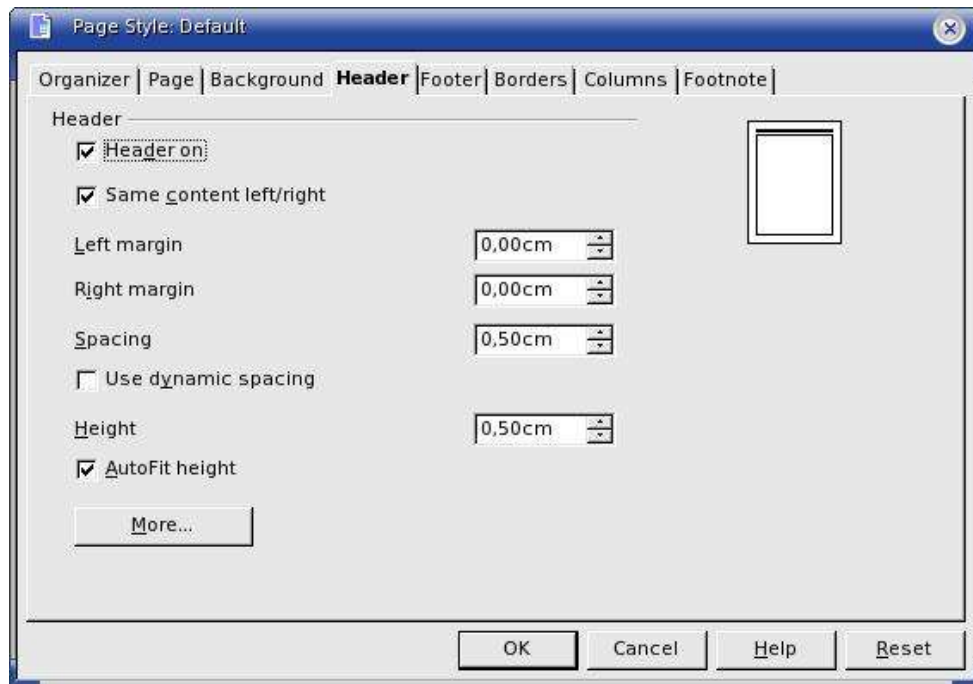 Page Style: Default
Organizer Page Background Header Footer Borders Columns Footnote
Header
Header on
Same content left/right
Left margin 0,00cm
Right margin 0,00cm
Spacing 0,50cm
Use dynamic spacing
Height 0,50cm
AutoFit height
More...
OK Cancel Help Reset